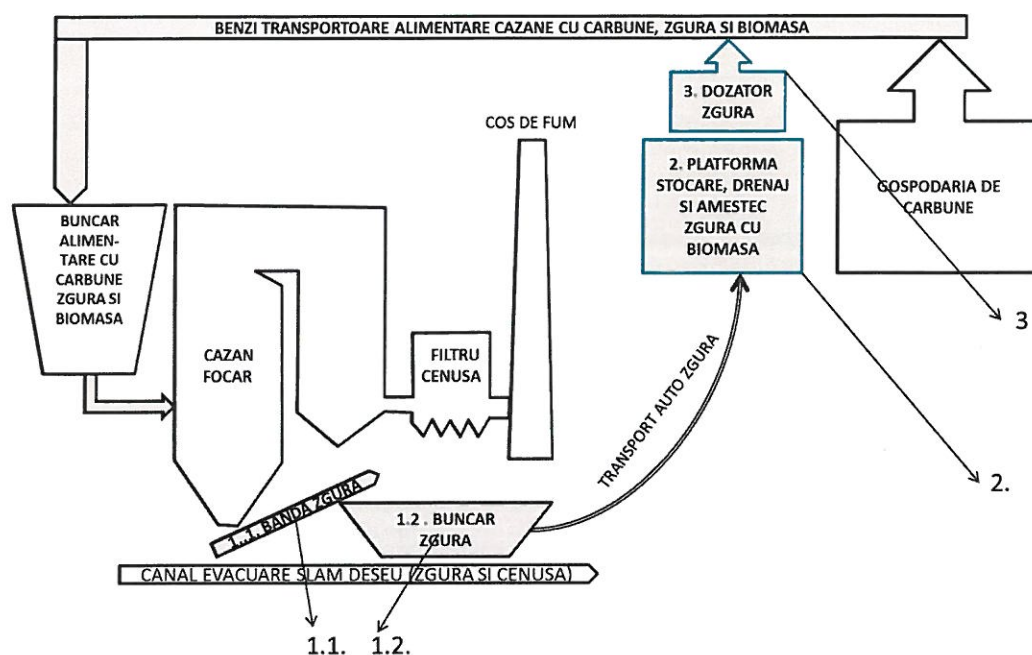 BENZI TRANSPORTOARE ALIMENTARE CAZANE CU CARBUNE, ZGURA SI BIOMASA
3. DOZATOR
ZGURA
COS DE FUM
2. PLATFORMA
STOCARE, DRENAJ
SI AMESTEC
ZGURA CU
BIOMASA
GOSPODARIA DE
CARBUNE
BUNCAR
ALIMEN-
TARE CU
CARBUNE
ZGURA SI
BIOMASA
CAZAN
FOCAR
FILTRU
CENUSA
3
TRANSPORT AUTO ZGURA
2.
1..1. BANDA ZGURA
1.2. BUNCAR
ZGURA
CANAL EVACUARE SLAM DESEU (ZGURA SI CENUSA)
1.1.
1.2.